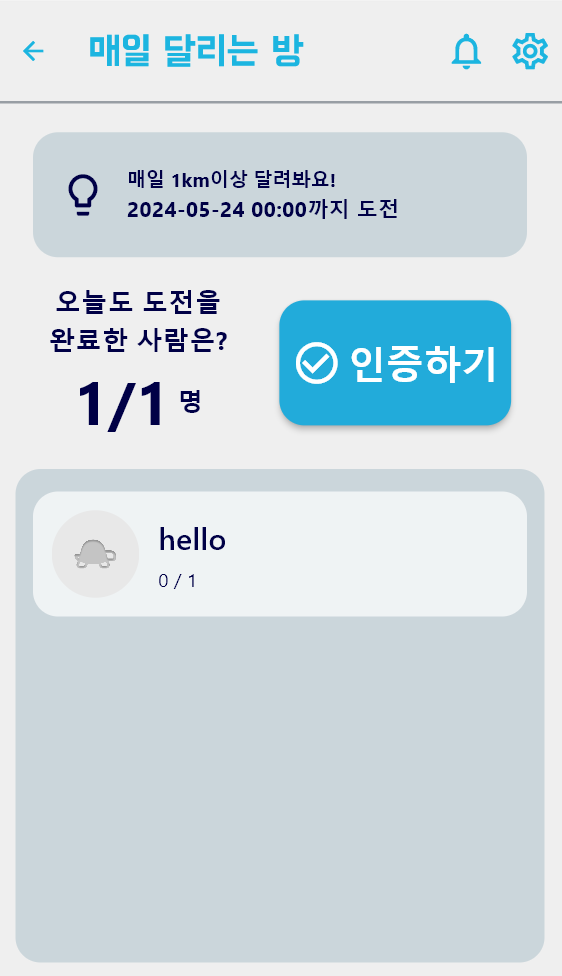 매일 달리는 방
매일 1km이상 달려봐요!
2024-05-24 00:00까지 도전
오늘도 도전을
완료한 사람은?
1/1 명
인증하기
hello
0 / 1